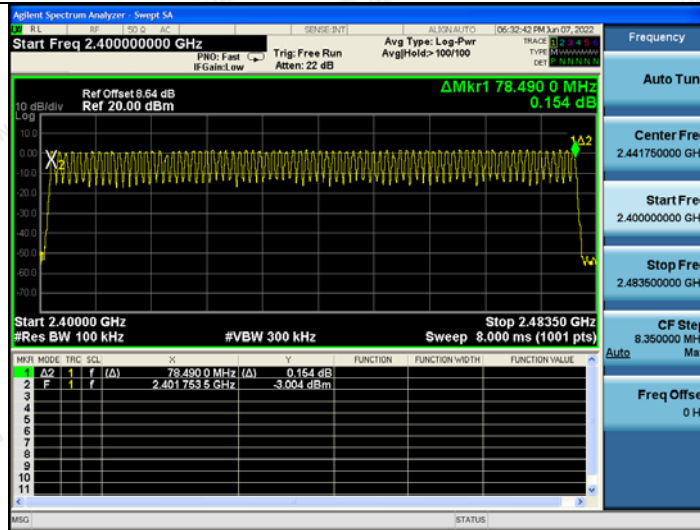 Agilent Spectrum Analyzer - Swept SA
RL RF 50 Ω AC SENSE:INT ALIGN AUTO 06:32:42 PM Jun 07, 2022
Start Freq 2.400000000 GHz
PNO: Fast
IFGain:Low
Trig: Free Run
Atten: 22 dB
Avg Type: Log-Pwr
Avg|Hold:> 100/100
TRACE 1 2 3 4 5 6
TYPE
DET P N N N N N
ΔMkr1 78.490 0 MHz
0.154 dB
Ref Offset 8.64 dB
Ref 20.00 dBm
10 dB/div
Log
10.0
0.00
-10.0
-20.0
-30.0
-40.0
-50.0
-60.0
-70.0
2
1Δ2
Start 2.40000 GHz Stop 2.48350 GHz
#Res BW 100 kHz #VBW 300 kHz Sweep 8.000 ms (1001 pts)
MKR MODE TRC SCL X Y FUNCTION FUNCTION WIDTH FUNCTION VALUE
1 Δ2 1 f (Δ) 78.490 0 MHz (Δ) 0.154 dB
2 F 1 f 2.401 753 5 GHz -3.004 dBm
3
4
5
6
7
8
9
10
11
MSG STATUS
Frequency
Auto Tun
Center Fre
2.441750000 GH
Start Fre
2.400000000 GH
Stop Fre
2.483500000 GH
CF Ste
8.350000 MH
Auto Ma
Freq Offse
0 H